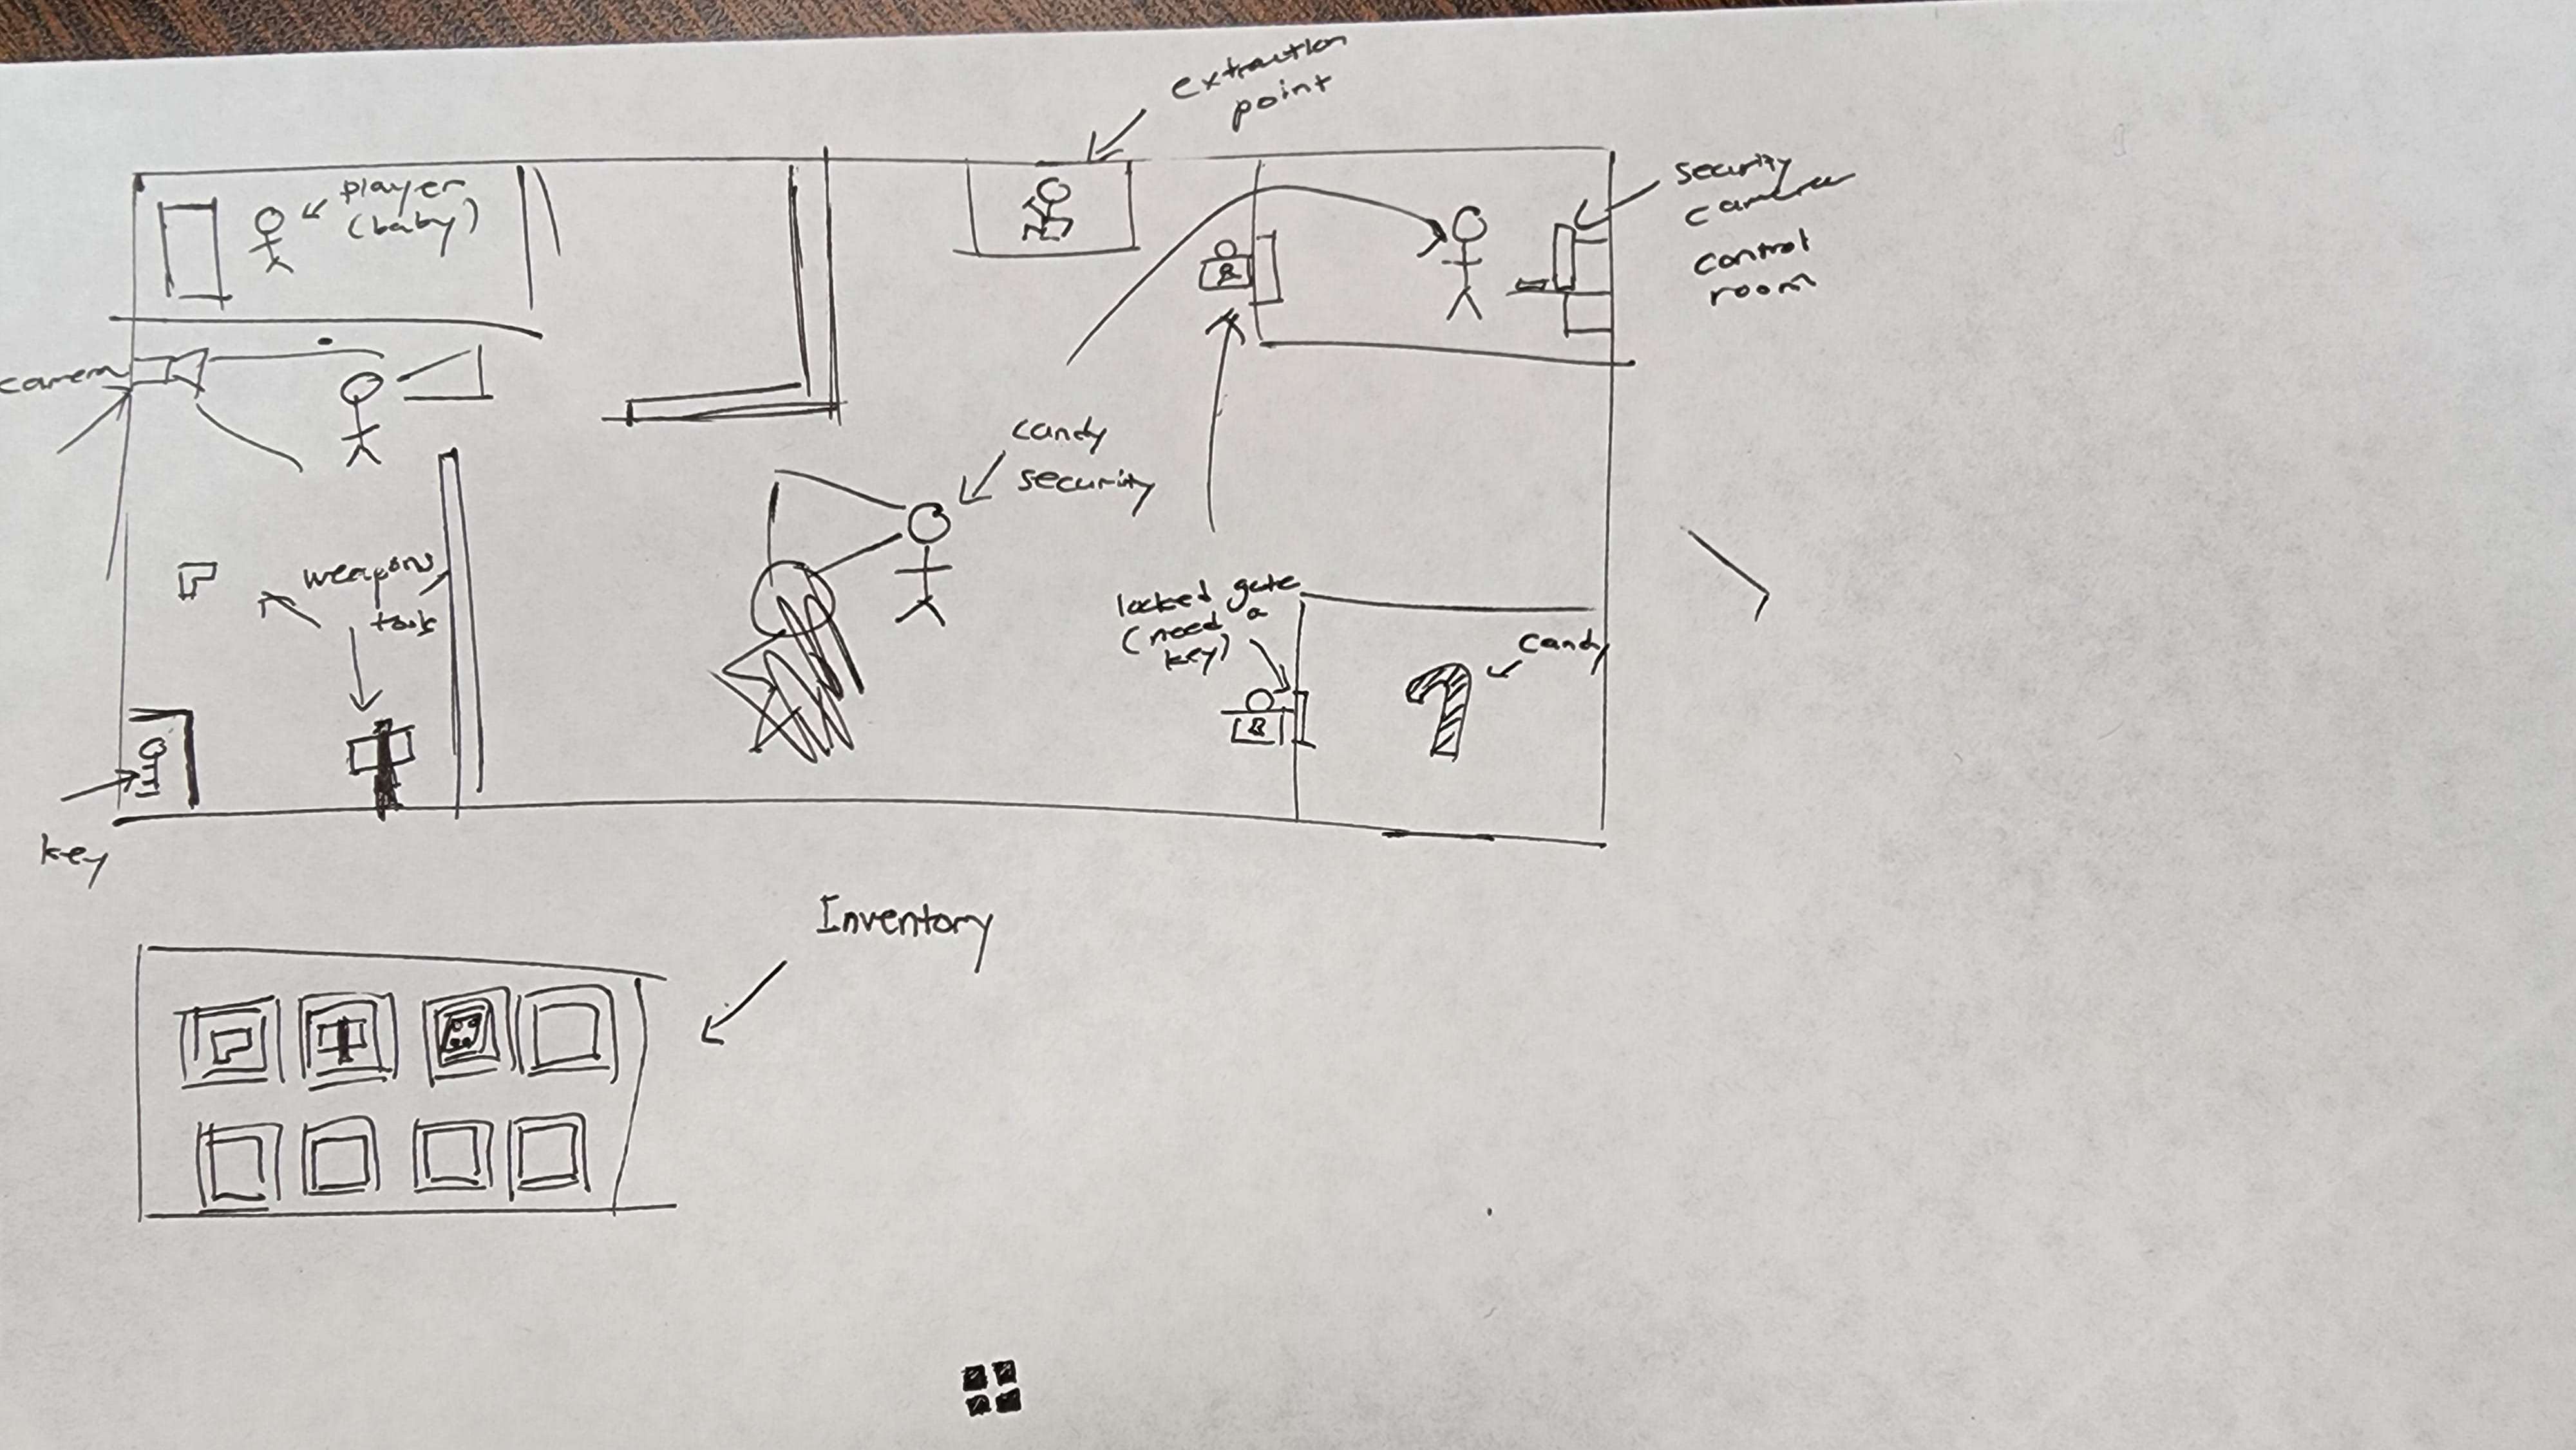 extraction
point
player
(baby)
security
camera
control
room
camera
candy
security
weapons
tools
locked gate
(need a
key)
candy
key
Inventory